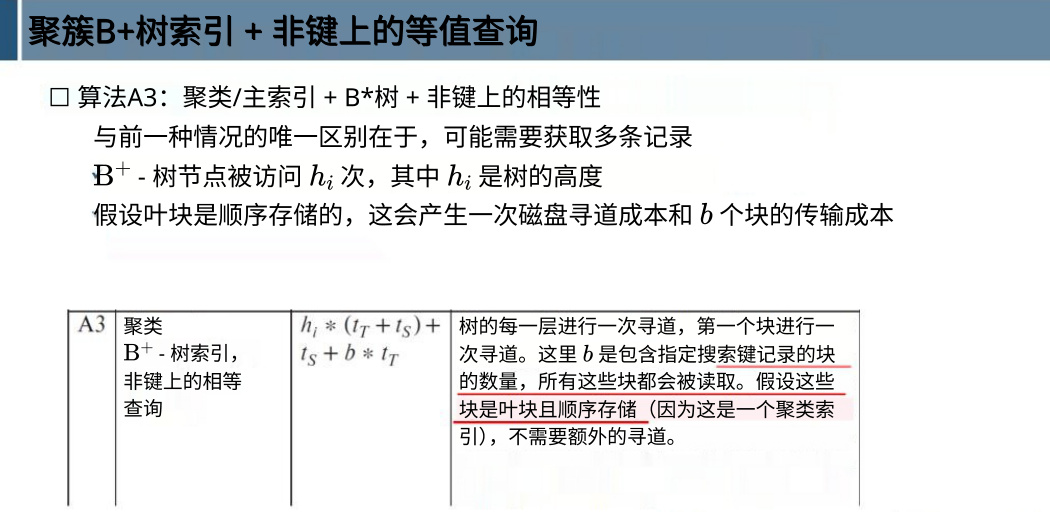 聚簇B+树索引 + 非键上的等值查询
□ 算法A3：聚类/主索引 + B*树 + 非键上的相等性
与前一种情况的唯一区别在于，可能需要获取多条记录
B⁺ - 树节点被访问 hᵢ 次，其中 hᵢ 是树的高度
假设叶块是顺序存储的，这会产生一次磁盘寻道成本和 b 个块的传输成本
A3
聚类
B⁺ - 树索引，
非键上的相等
查询
hᵢ * (t_T + t_S) +
t_S + b * t_T
树的每一层进行一次寻道，第一个块进行一
次寻道。这里 b 是包含指定搜索键记录的块
的数量，所有这些块都会被读取。假设这些
块是叶块且顺序存储（因为这是一个聚类索
引），不需要额外的寻道。